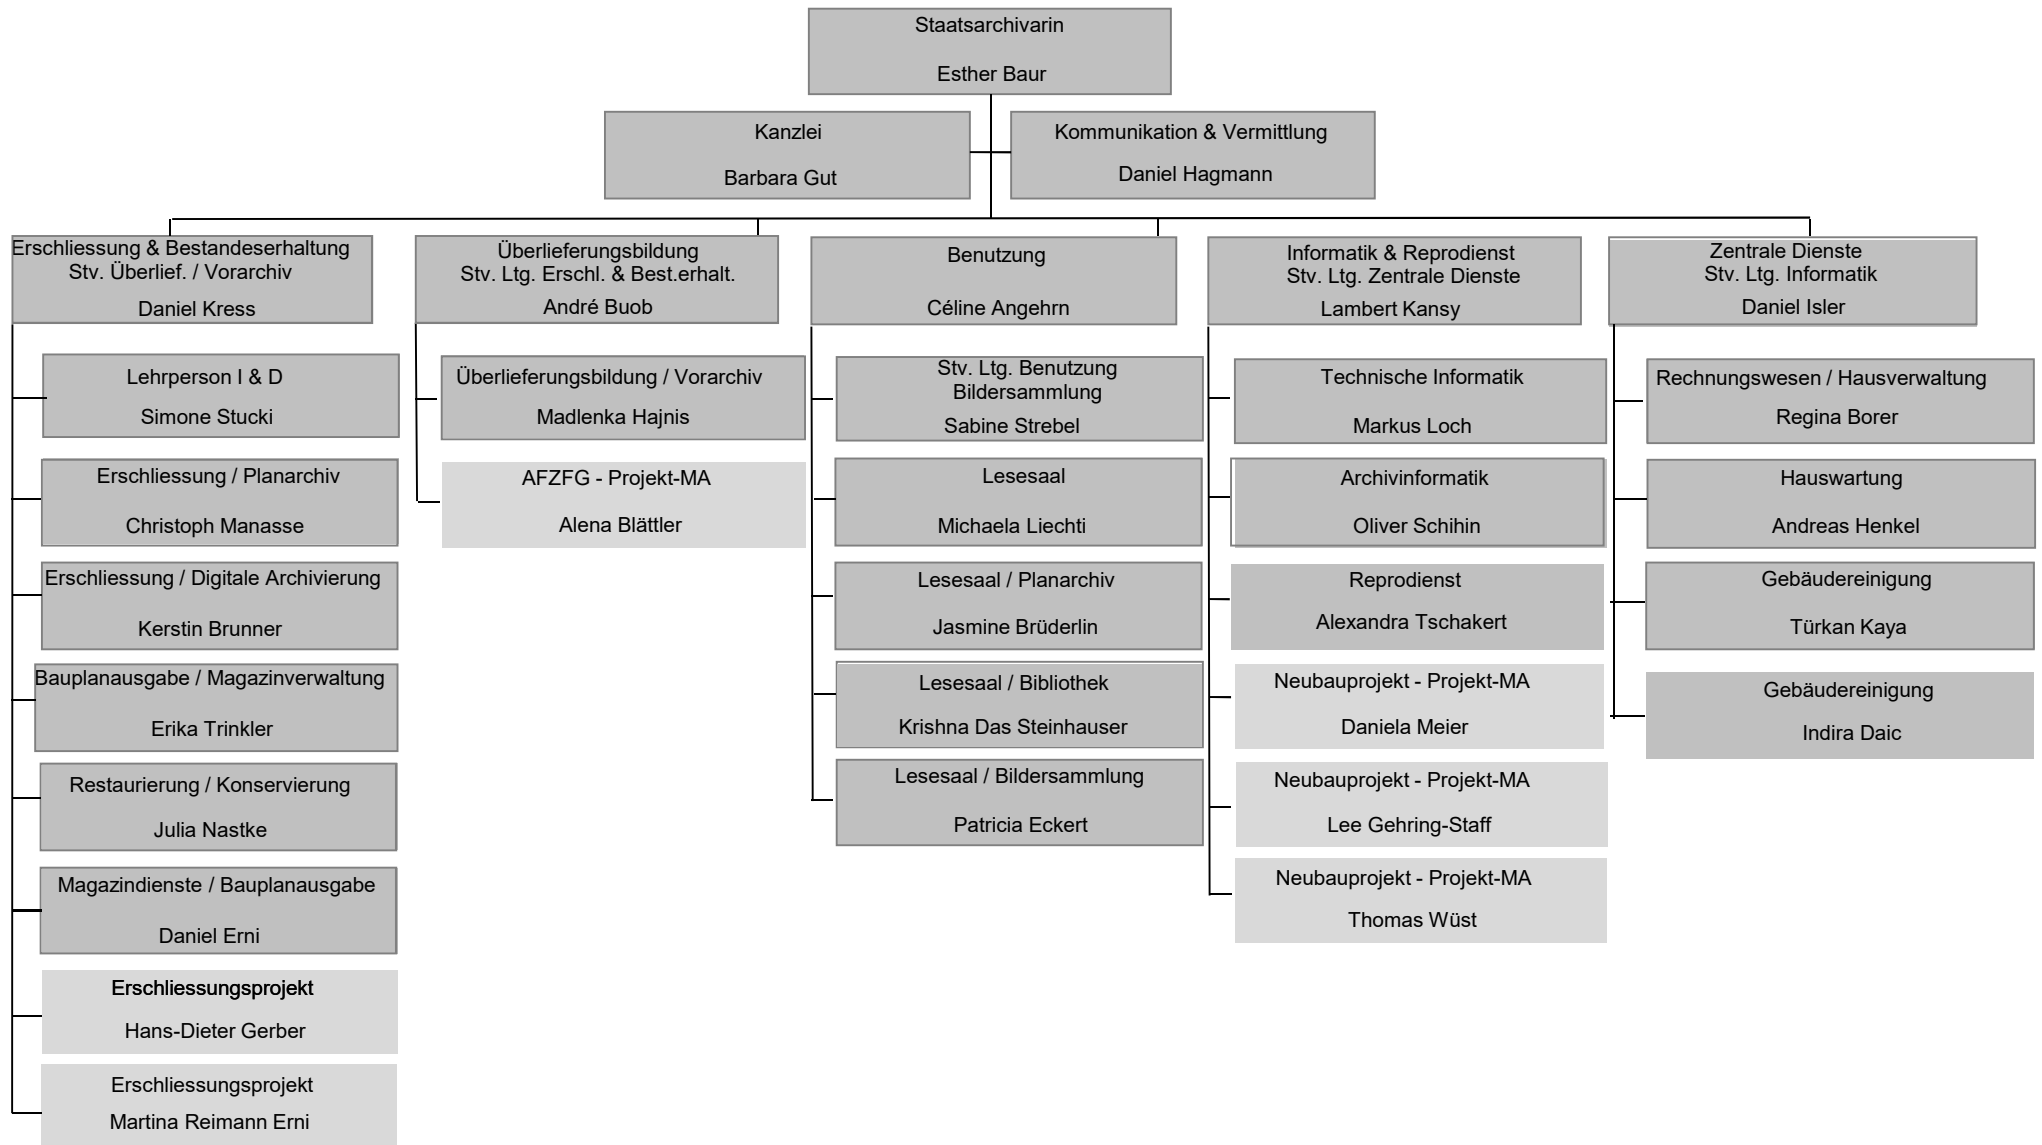 Staatsarchivarin
Esther Baur
Kanzlei
Barbara Gut
Kommunikation & Vermittlung
Daniel Hagmann
Erschliessung & Bestandeserhaltung
Stv. Überlief. / Vorarchiv
Daniel Kress
Lehrperson I & D
Simone Stucki
Erschliessung / Planarchiv
Christoph Manasse
Erschliessung / Digitale Archivierung
Kerstin Brunner
Bauplanausgabe / Magazinverwaltung
Erika Trinkler
Restaurierung / Konservierung
Julia Nastke
Magazindienste / Bauplanausgabe
Daniel Erni
Erschliessungsprojekt
Hans-Dieter Gerber
Erschliessungsprojekt
Martina Reimann Erni
Überlieferungsbildung
Stv. Ltg. Erschl. & Best.erhalt.
André Buob
Überlieferungsbildung / Vorarchiv
Madlenka Hajnis
AFZFG - Projekt-MA
Alena Blättler
Benutzung
Céline Angehrn
Stv. Ltg. Benutzung
Bildersammlung
Sabine Strebel
Lesesaal
Michaela Liechti
Lesesaal / Planarchiv
Jasmine Brüderlin
Lesesaal / Bibliothek
Krishna Das Steinhauser
Lesesaal / Bildersammlung
Patricia Eckert
Informatik & Reprodienst
Stv. Ltg. Zentrale Dienste
Lambert Kansy
Technische Informatik
Markus Loch
Archivinformatik
Oliver Schihin
Reprodienst
Alexandra Tschakert
Neubauprojekt - Projekt-MA
Daniela Meier
Neubauprojekt - Projekt-MA
Lee Gehring-Staff
Neubauprojekt - Projekt-MA
Thomas Wüst
Zentrale Dienste
Stv. Ltg. Informatik
Daniel Isler
Rechnungswesen / Hausverwaltung
Regina Borer
Hauswartung
Andreas Henkel
Gebäudereinigung
Türkan Kaya
Gebäudereinigung
Indira Daic